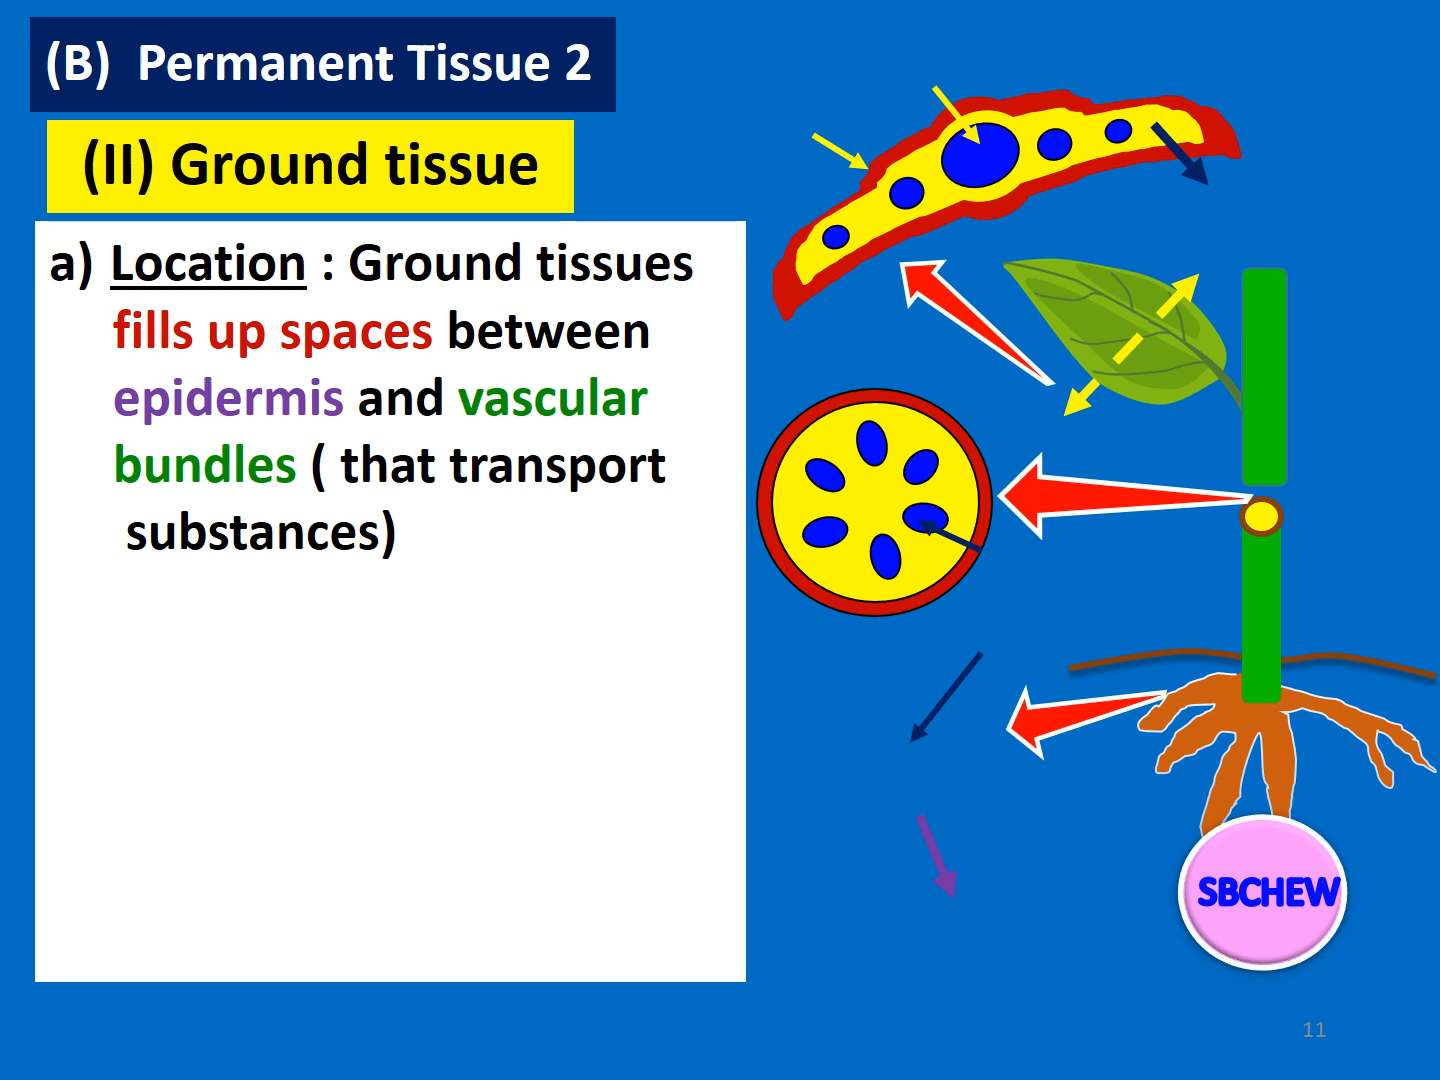 (B) Permanent Tissue 2
(II) Ground tissue
a) Location : Ground tissues
fills up spaces between
epidermis and vascular
bundles ( that transport
substances)
SBCHEW
11